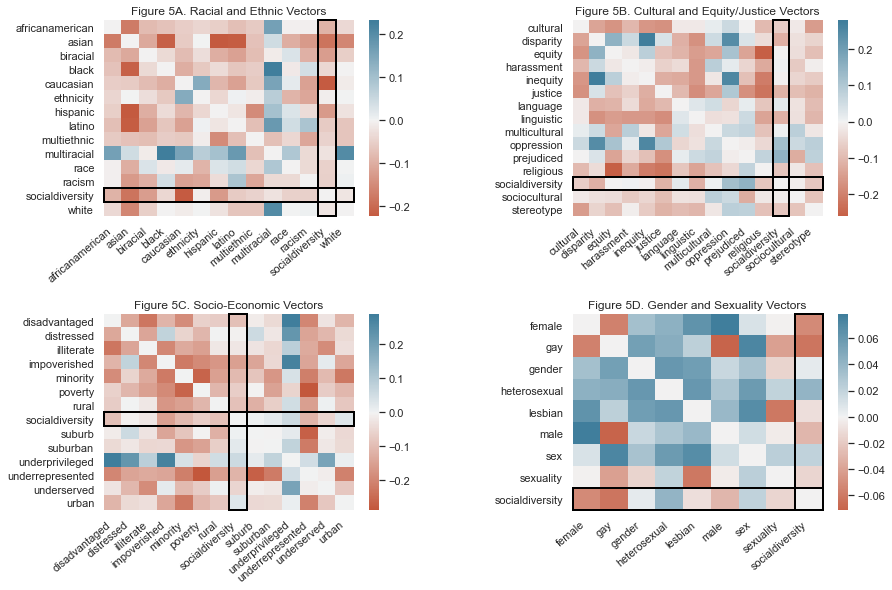 Figure 5A. Racial and Ethnic Vectors
africanamerican
asian
biracial
black
caucasian
ethnicity
hispanic
latino
multiethnic
multiracial
race
racism
socialdiversity
white
africanamerican
asian
biracial
black
caucasian
ethnicity
hispanic
latino
multiethnic
multiracial
race
racism
socialdiversity
white
0.2
0.1
0.0
−0.1
−0.2
Figure 5B. Cultural and Equity/Justice Vectors
cultural
disparity
equity
harassment
inequity
justice
language
linguistic
multicultural
oppression
prejudiced
religious
socialdiversity
sociocultural
stereotype
cultural
disparity
equity
harassment
inequity
justice
language
linguistic
multicultural
oppression
prejudiced
religious
socialdiversity
sociocultural
stereotype
0.2
0.1
0.0
−0.1
−0.2
Figure 5C. Socio-Economic Vectors
disadvantaged
distressed
illiterate
impoverished
minority
poverty
rural
socialdiversity
suburb
suburban
underprivileged
underrepresented
underserved
urban
disadvantaged
distressed
illiterate
impoverished
minority
poverty
rural
socialdiversity
suburb
suburban
underprivileged
underrepresented
underserved
urban
0.2
0.1
0.0
−0.1
−0.2
Figure 5D. Gender and Sexuality Vectors
female
gay
gender
heterosexual
lesbian
male
sex
sexuality
socialdiversity
female
gay
gender
heterosexual
lesbian
male
sex
sexuality
socialdiversity
0.06
0.04
0.02
0.00
−0.02
−0.04
−0.06